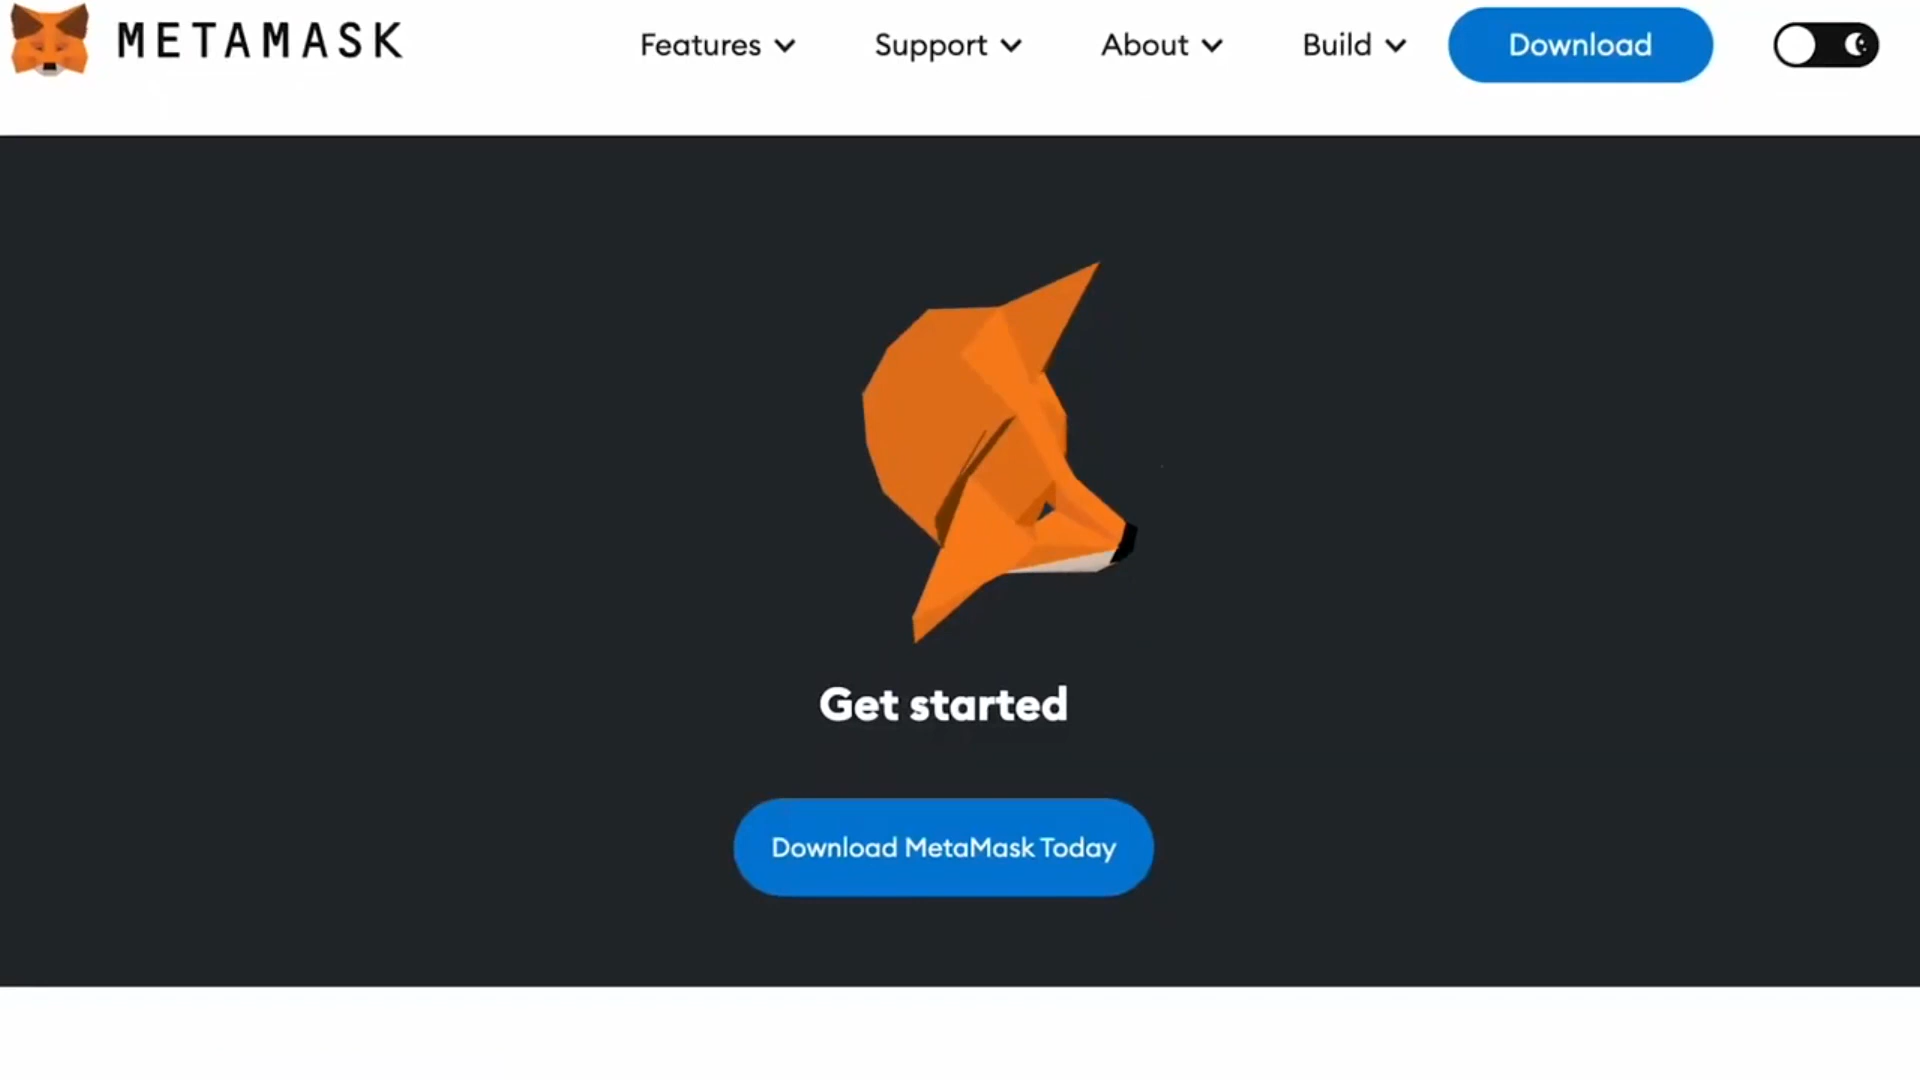 METAMASK
Features
Support
About
Build
Download
Get started
Download MetaMask Today